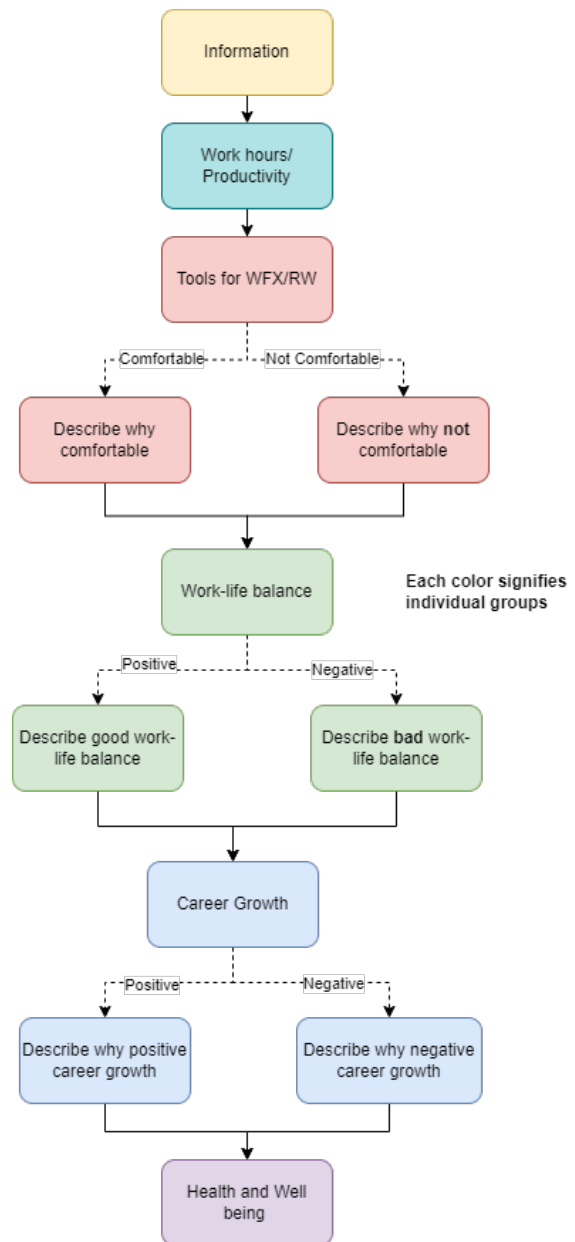 Information
Work hours/
Productivity
Tools for WFX/RW
Comfortable
Not Comfortable
Describe why
comfortable
Describe why not
comfortable
Work-life balance
Each color signifies
individual groups
Positive
Negative
Describe good work-
life balance
Describe bad work-
life balance
Career Growth
Positive
Negative
Describe why positive
career growth
Describe why negative
career growth
Health and Well
being